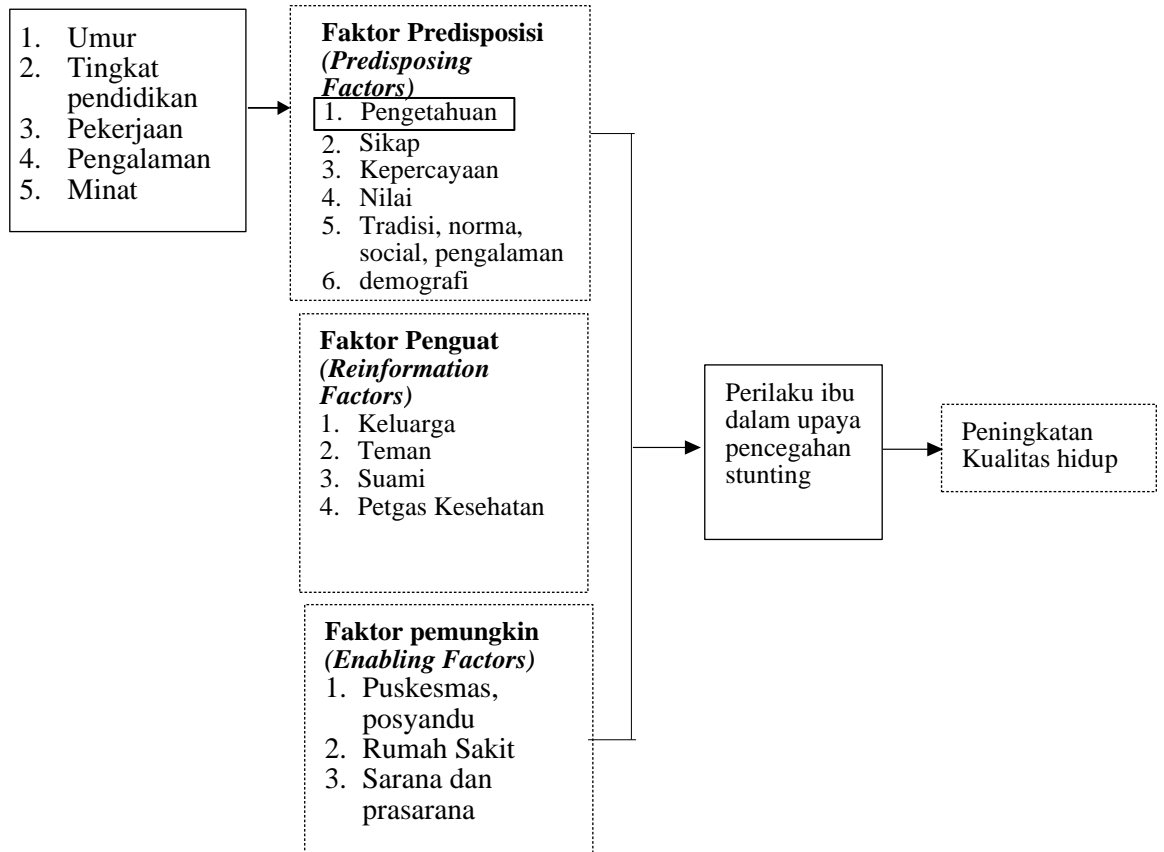 1. Umur
2. Tingkat
pendidikan
3. Pekerjaan
4. Pengalaman
5. Minat
Faktor Predisposisi
(Predisposing
Factors)
1. Pengetahuan
2. Sikap
3. Kepercayaan
4. Nilai
5. Tradisi, norma,
social, pengalaman
6. demografi
Faktor Penguat
(Reinformation
Factors)
1. Keluarga
2. Teman
3. Suami
4. Petgas Kesehatan
Faktor pemungkin
(Enabling Factors)
1. Puskesmas,
posyandu
2. Rumah Sakit
3. Sarana dan
prasarana
Perilaku ibu
dalam upaya
pencegahan
stunting
Peningkatan
Kualitas hidup